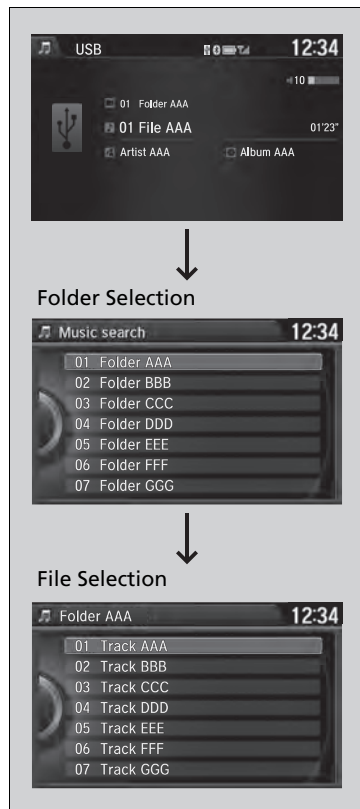 USB 12:34
10
01 Folder AAA
01 File AAA 01'23"
Artist AAA Album AAA
Folder Selection
Music search 12:34
01 Folder AAA
02 Folder BBB
03 Folder CCC
04 Folder DDD
05 Folder EEE
06 Folder FFF
07 Folder GGG
File Selection
Folder AAA 12:34
01 Track AAA
02 Track BBB
03 Track CCC
04 Track DDD
05 Track EEE
06 Track FFF
07 Track GGG